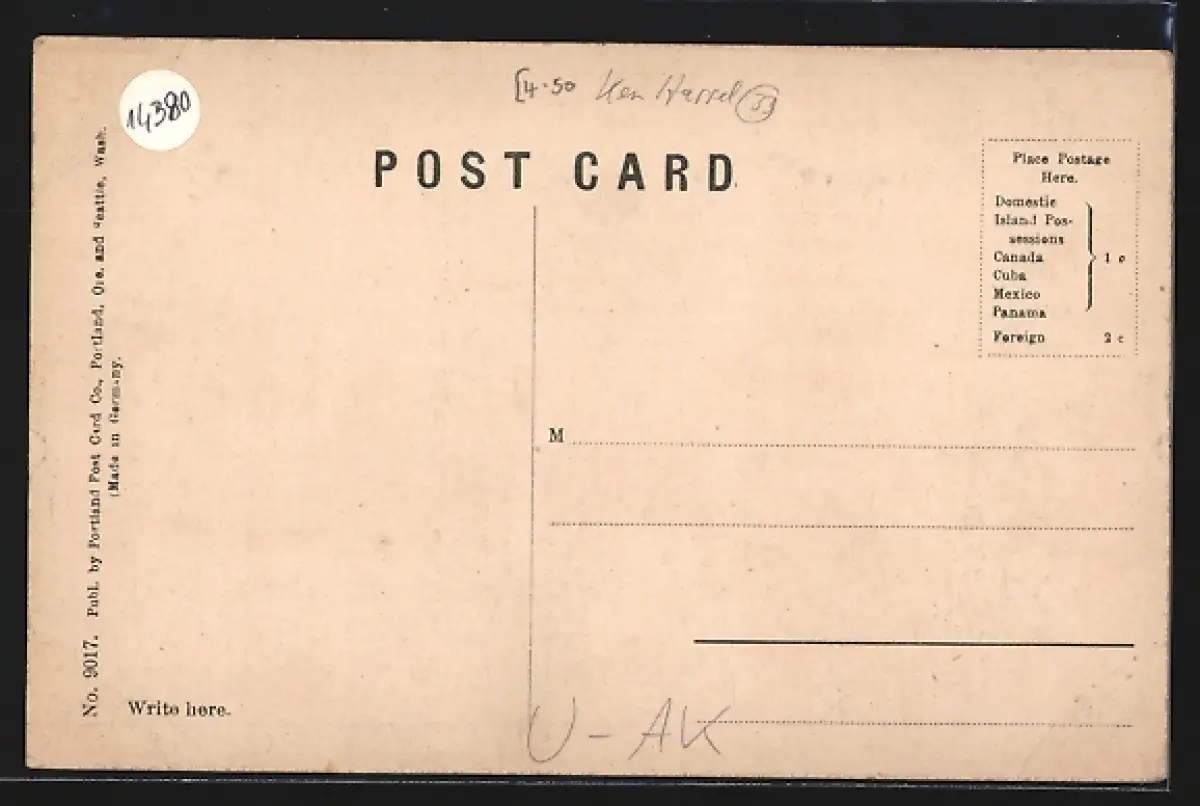 14380
[4.50 Ken
POST CARD
Place Postage
Here.
Domestic
Island Pos-
sessions
Canada
Cuba
Mexico
Panama
1 c
Foreign 2 c
M
No. 9017. Publ. by Portland Post Card Co., Portland, Ore. and Seattle, Wash.
(Made in Germany.
Write here.
U - AK